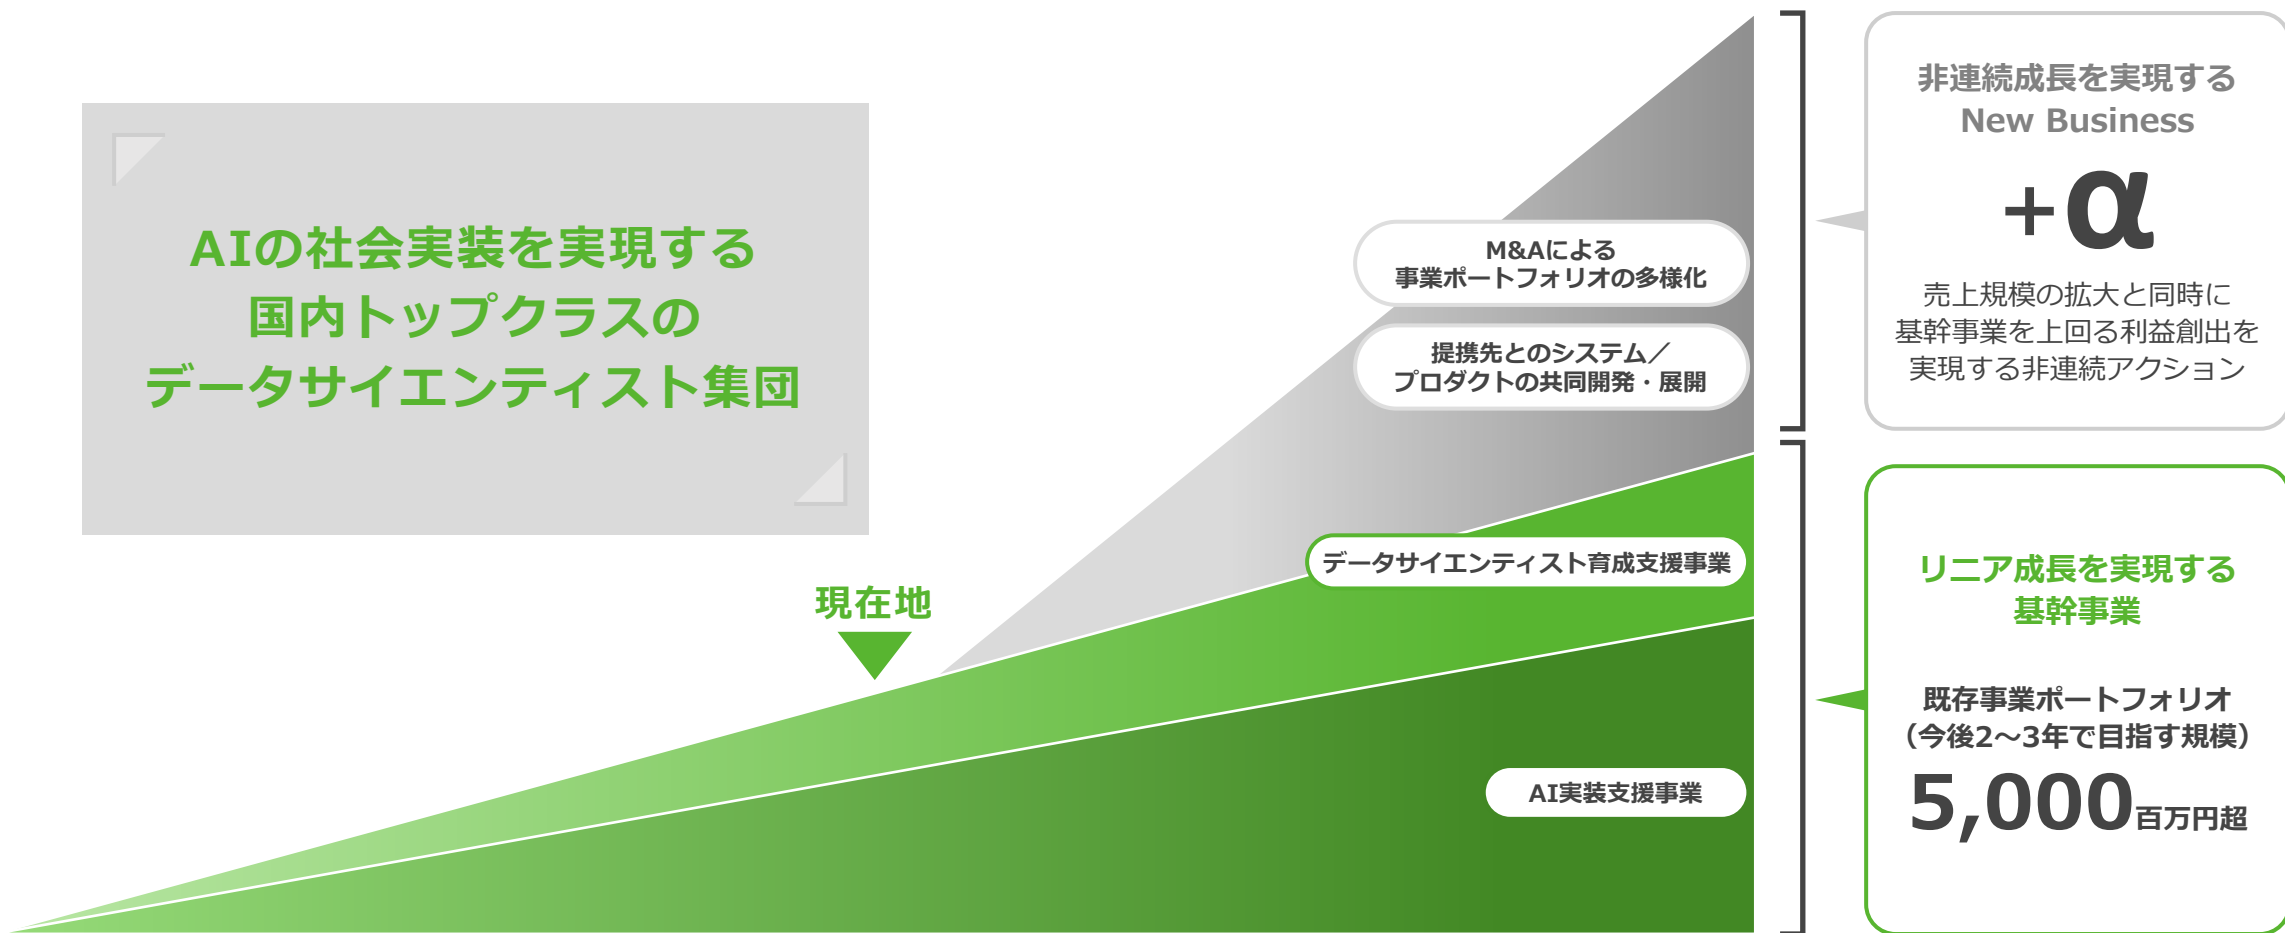 AIの社会実装を実現する
国内トップクラスの
データサイエンティスト集団
現在地
M&Aによる
事業ポートフォリオの多様化
提携先とのシステム／
プロダクトの共同開発・展開
データサイエンティスト育成支援事業
AI実装支援事業
非連続成長を実現する
New Business
+α
売上規模の拡大と同時に
基幹事業を上回る利益創出を
実現する非連続アクション
リニア成長を実現する
基幹事業
既存事業ポートフォリオ
（今後2～3年で目指す規模）
5,000百万円超